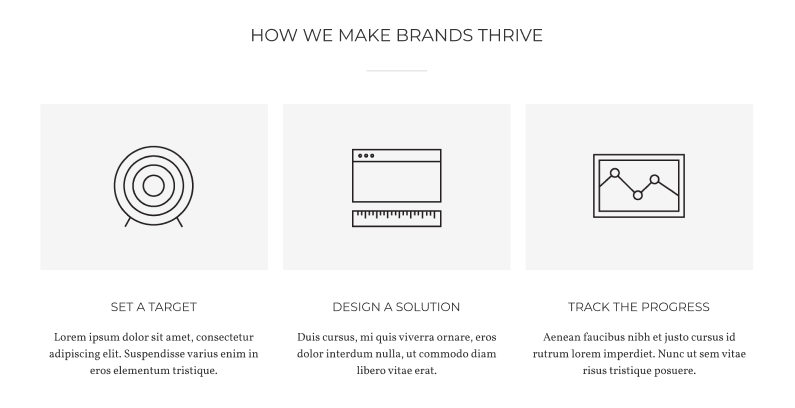 HOW WE MAKE BRANDS THRIVE
SET A TARGET
Lorem ipsum dolor sit amet, consectetur
adipiscing elit. Suspendisse varius enim in
eros elementum tristique.
DESIGN A SOLUTION
Duis cursus, mi quis viverra ornare, eros
dolor interdum nulla, ut commodo diam
libero vitae erat.
TRACK THE PROGRESS
Aenean faucibus nibh et justo cursus id
rutrum lorem imperdiet. Nunc ut sem vitae
risus tristique posuere.